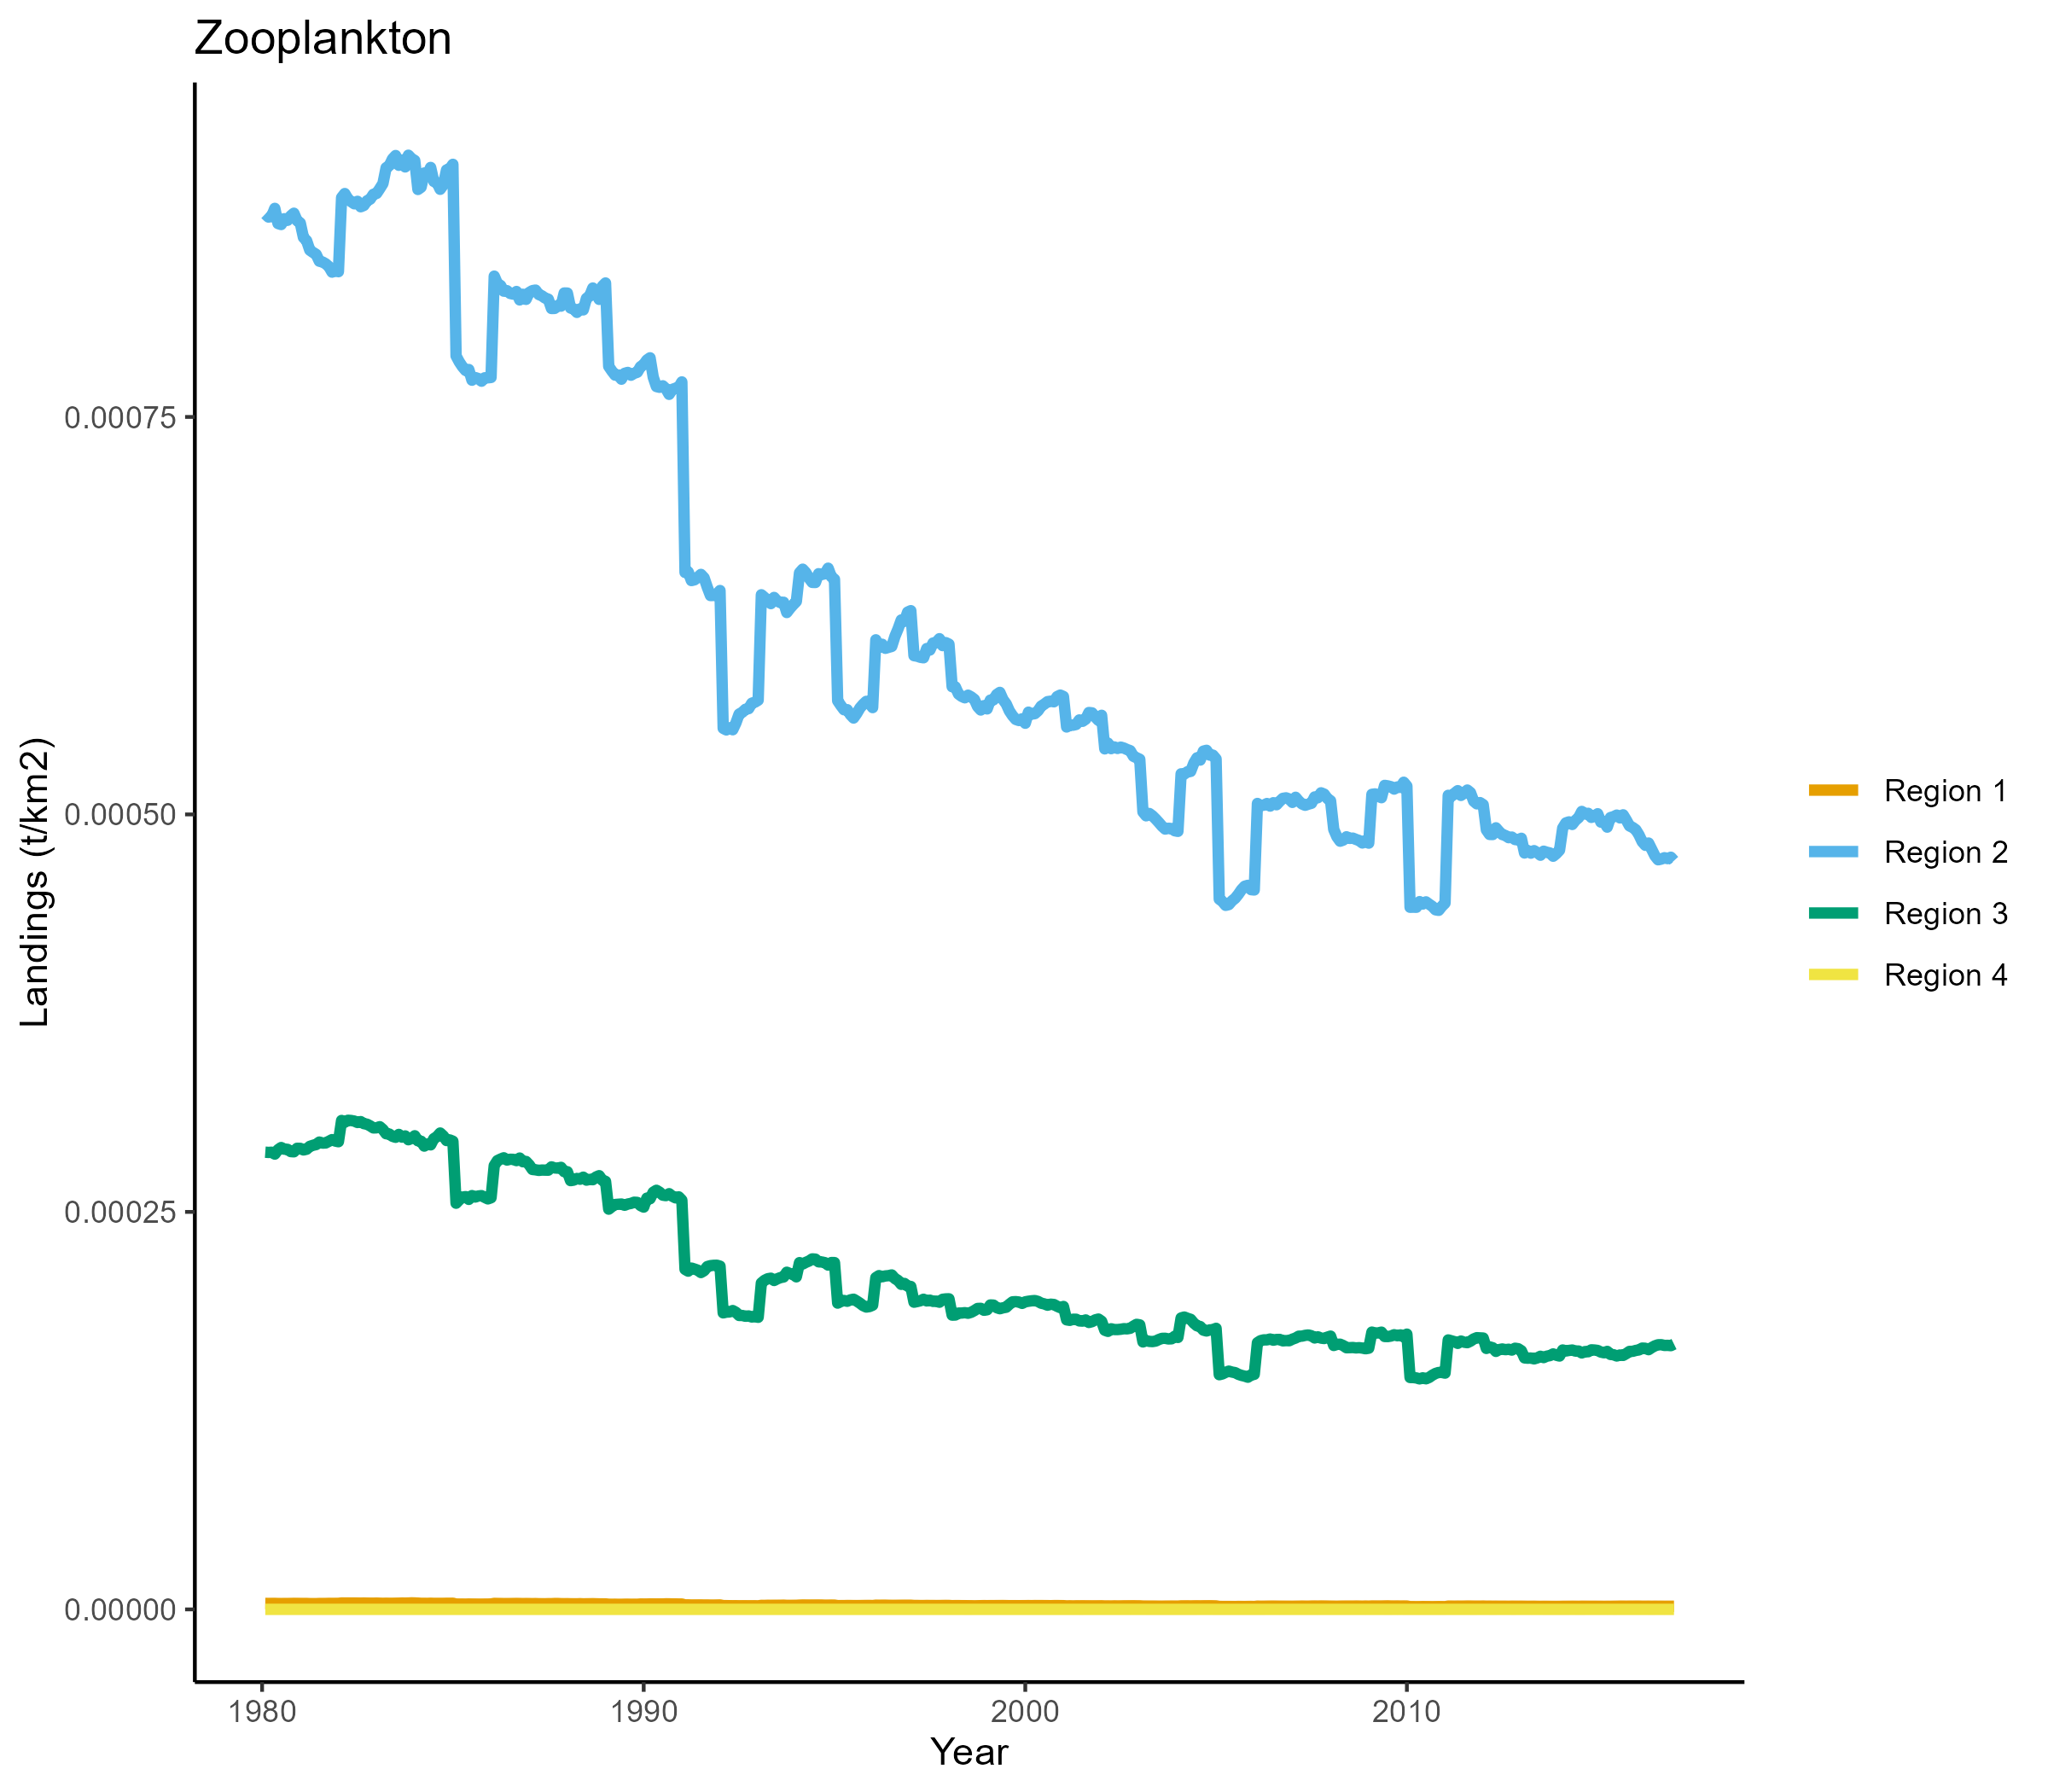 Zooplankton
Landings (t/km2)
0.00075
0.00050
0.00025
0.00000
1980
1990
2000
2010
Year
Region 1
Region 2
Region 3
Region 4